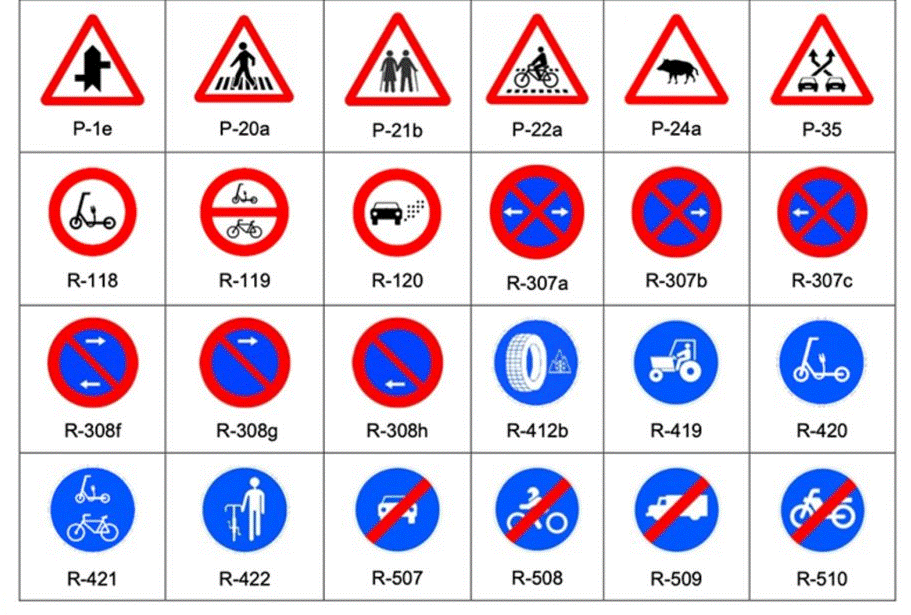 P-1e
P-20a
P-21b
P-22a
P-24a
P-35
R-118
R-119
R-120
R-307a
R-307b
R-307c
R-308f
R-308g
R-308h
R-412b
R-419
R-420
R-421
R-422
R-507
R-508
R-509
R-510